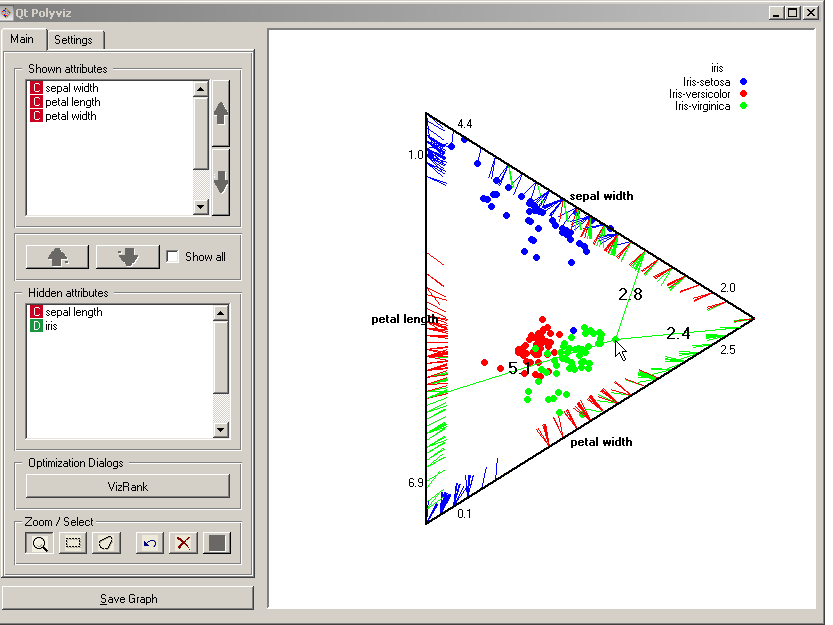 Qt Polyviz
Main
Settings
Shown attributes
C sepal width
C petal length
C petal width
Show all
Hidden attributes
C sepal length
D iris
Optimization Dialogs
VizRank
Zoom / Select
Save Graph
iris
Iris-setosa
Iris-versicolor
Iris-virginica
4.4
1.0
sepal width
2.8
2.0
petal length
2.4
2.5
5.1
petal width
6.9
0.1